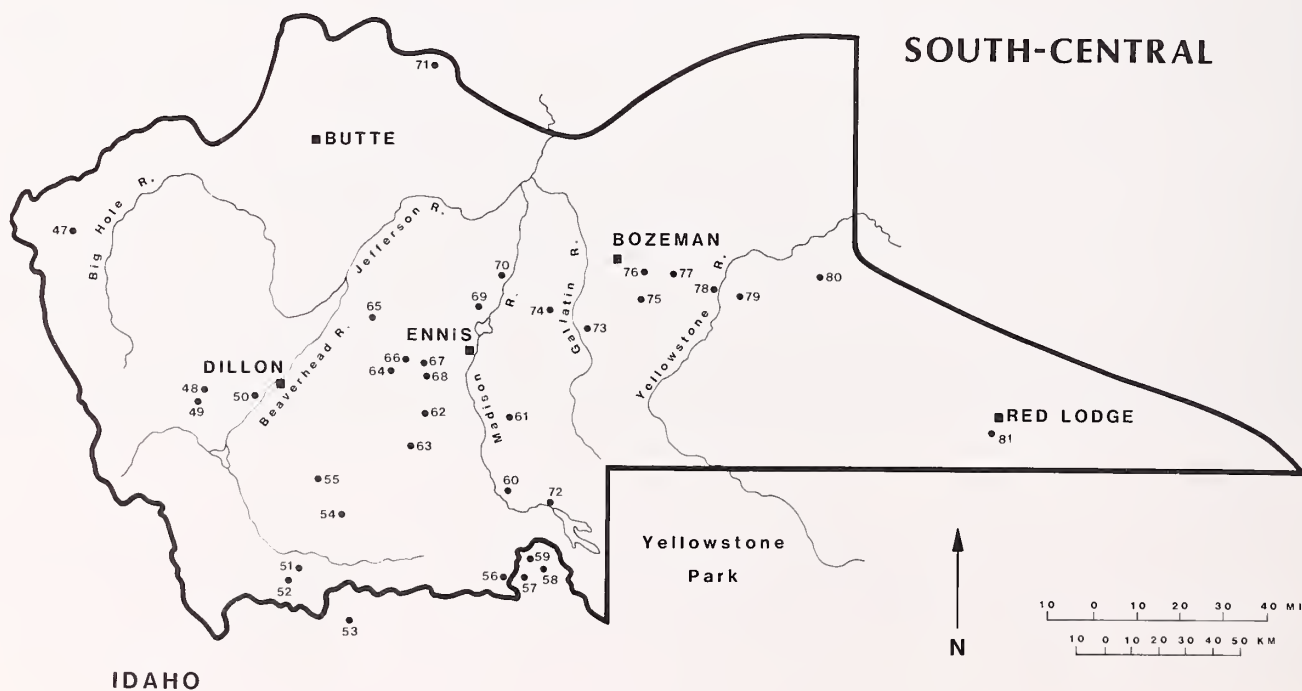 SOUTH-CENTRAL
71
BUTTE
Big Hole R.
47
Jefferson R.
BOZEMAN
Gallatin R.
70
76
77
Yellowstone R.
78
79
80
75
69
Madison R.
74
73
65
ENNIS
Beaverhead R.
66
67
64
68
DILLON
48
49
50
62
61
63
RED LODGE
81
55
60
72
54
Yellowstone
Park
59
51
56
57
58
52
53
10 0 10 20 30 40 MI
10 0 10 20 30 40 50 KM
N
IDAHO